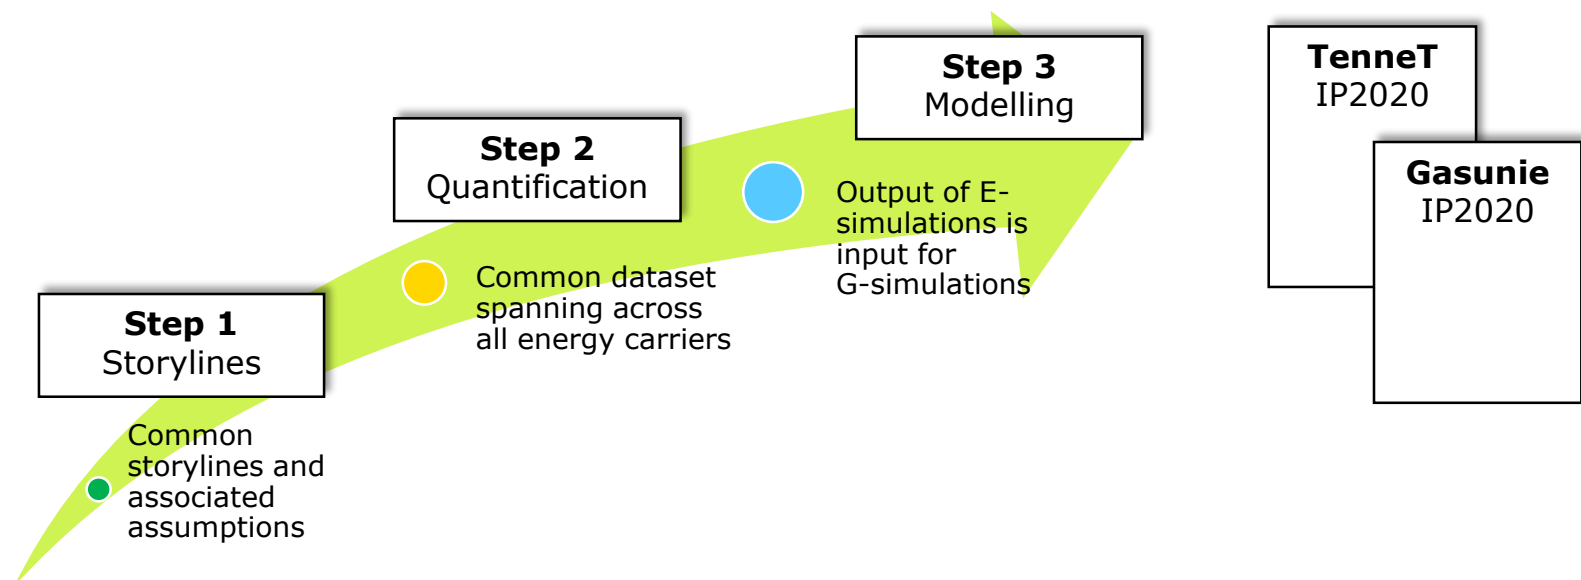 Step 1
Storylines
Common
storylines and
associated
assumptions
Step 2
Quantification
Common dataset
spanning across
all energy carriers
Step 3
Modelling
Output of E-
simulations is
input for
G-simulations
TenneT
IP2020
Gasunie
IP2020